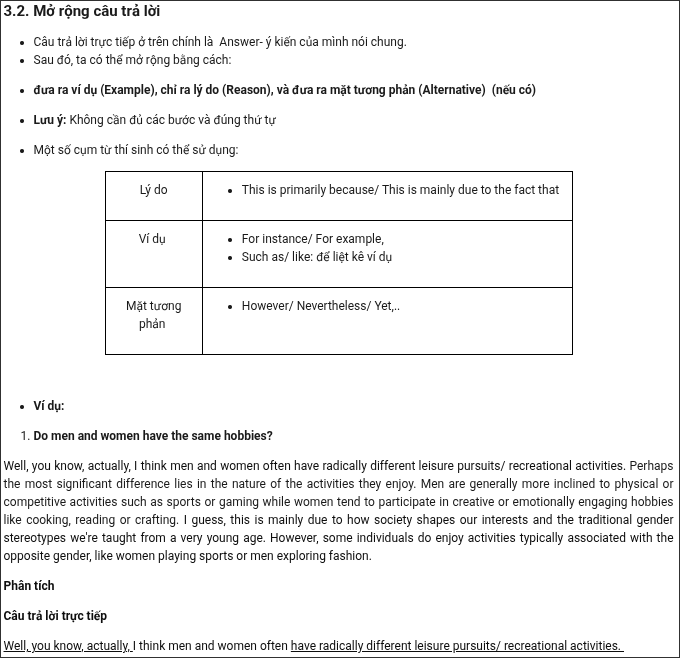 3.2. Mở rộng câu trả lời
Câu trả lời trực tiếp ở trên chính là Answer- ý kiến của mình nói chung.
Sau đó, ta có thể mở rộng bằng cách:
đưa ra ví dụ (Example), chỉ ra lý do (Reason), và đưa ra mặt tương phản (Alternative) (nếu có)
Lưu ý: Không cần đủ các bước và đúng thứ tự
Một số cụm từ thí sinh có thể sử dụng:
Lý do
This is primarily because/ This is mainly due to the fact that
Ví dụ
For instance/ For example,
Such as/ like: để liệt kê ví dụ
Mặt tương
phản
However/ Nevertheless/ Yet,..
Ví dụ:
1. Do men and women have the same hobbies?
Well, you know, actually, I think men and women often have radically different leisure pursuits/ recreational activities. Perhaps
the most significant difference lies in the nature of the activities they enjoy. Men are generally more inclined to physical or
competitive activities such as sports or gaming while women tend to participate in creative or emotionally engaging hobbies
like cooking, reading or crafting. I guess, this is mainly due to how society shapes our interests and the traditional gender
stereotypes we're taught from a very young age. However, some individuals do enjoy activities typically associated with the
opposite gender, like women playing sports or men exploring fashion.
Phân tích
Câu trả lời trực tiếp
Well, you know, actually, I think men and women often have radically different leisure pursuits/ recreational activities.